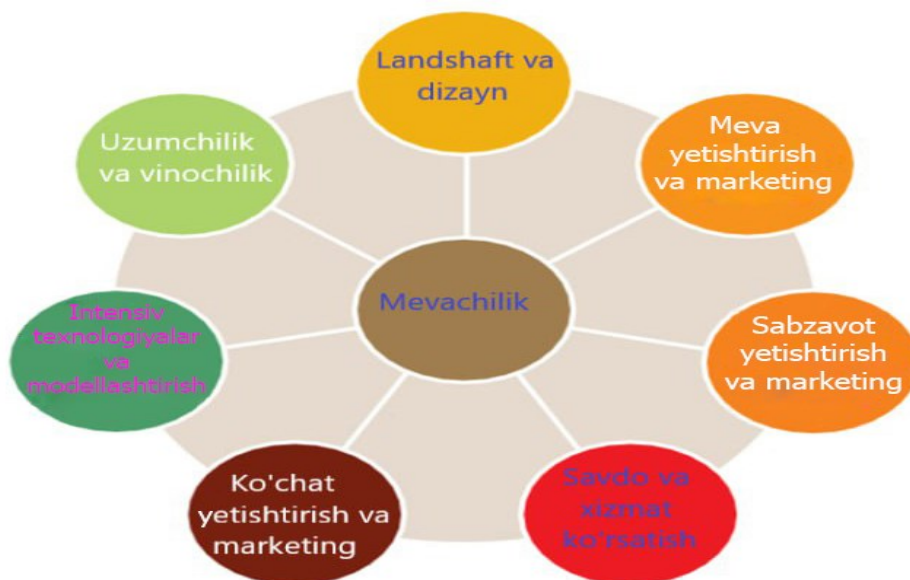 Landshaft va
dizayn
Meva
yetishtirish
va marketing
Sabzavot
yetishtirish
va marketing
Savdo va
xizmat
ko'rsatish
Ko'chat
yetishtirish va
marketing
Intensiv
texnologiyalar
va
modellashtirish
Uzumchilik
va vinochilik
Mevachilik